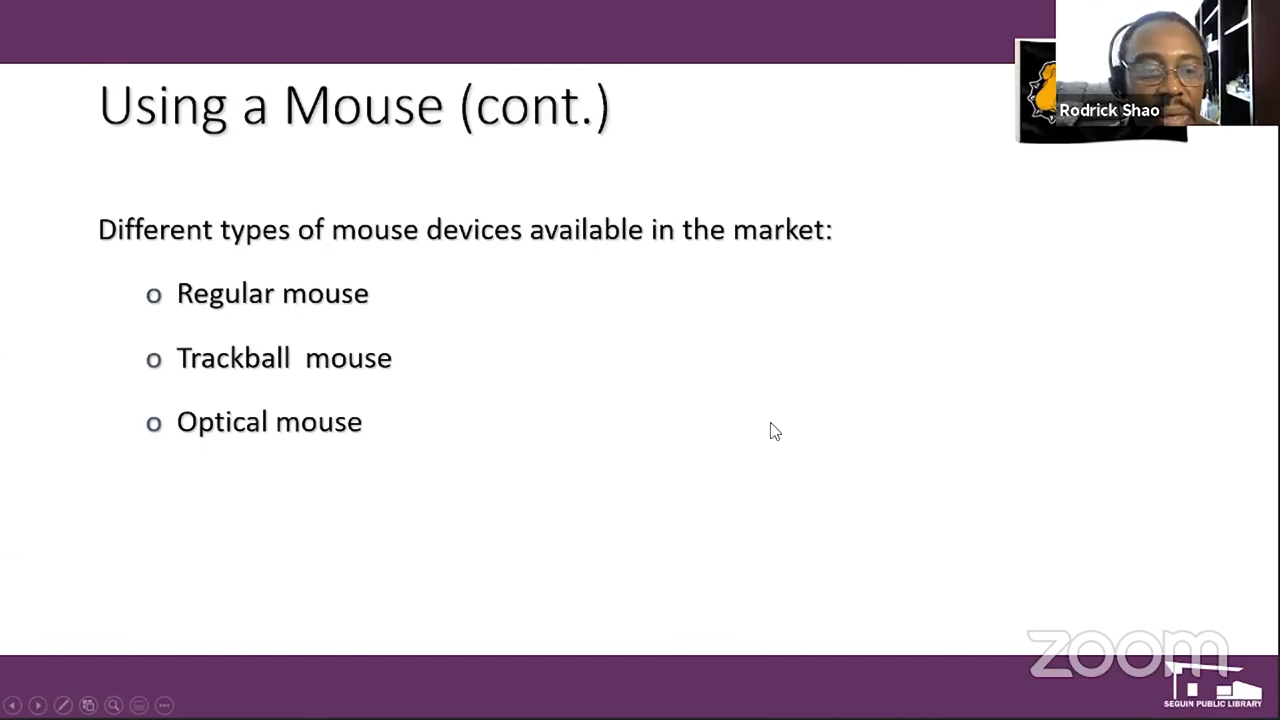 Using a Mouse (cont.)
Rodrick Shao
Different types of mouse devices available in the market:
o Regular mouse
o Trackball  mouse
o Optical mouse
zoom
SEGUIN PUBLIC LIBRARY